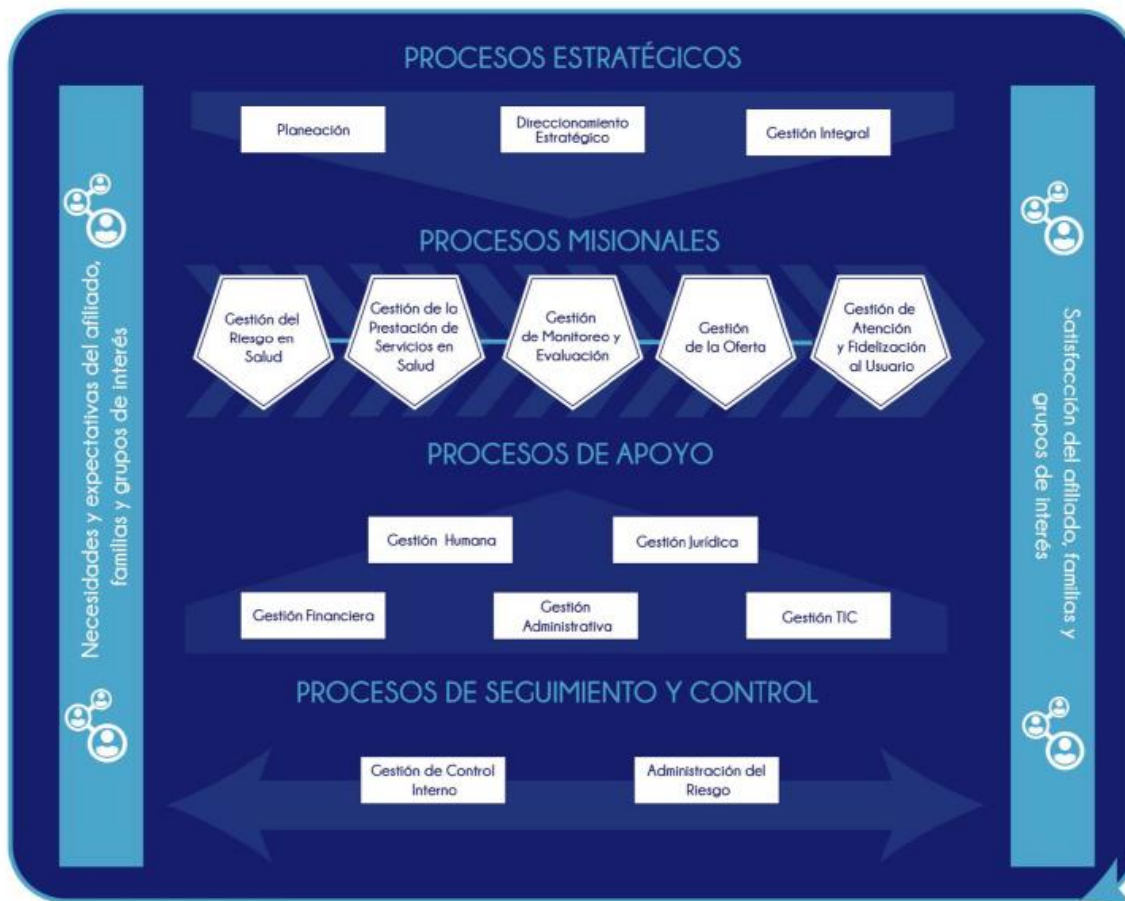 PROCESOS ESTRATÉGICOS
Planeación
Direccionamiento
Estratégico
Gestión Integral
Necesidades y expectativas del afiliado,
familias y grupos de interés
PROCESOS MISIONALES
Gestión del
Riesgo en
Salud
Gestión de la
Prestación de
Servicios en
Salud
Gestión
de Monitoreo y
Evaluación
Gestión
de la Oferta
Gestión de
Atención
y Fidelización
al Usuario
Satisfacción del afiliado, familias y
grupos de interés
PROCESOS DE APOYO
Gestión Humana
Gestión Jurídica
Gestión Financiera
Gestión
Administrativa
Gestión TIC
PROCESOS DE SEGUIMIENTO Y CONTROL
Gestión de Control
Interno
Administración del
Riesgo